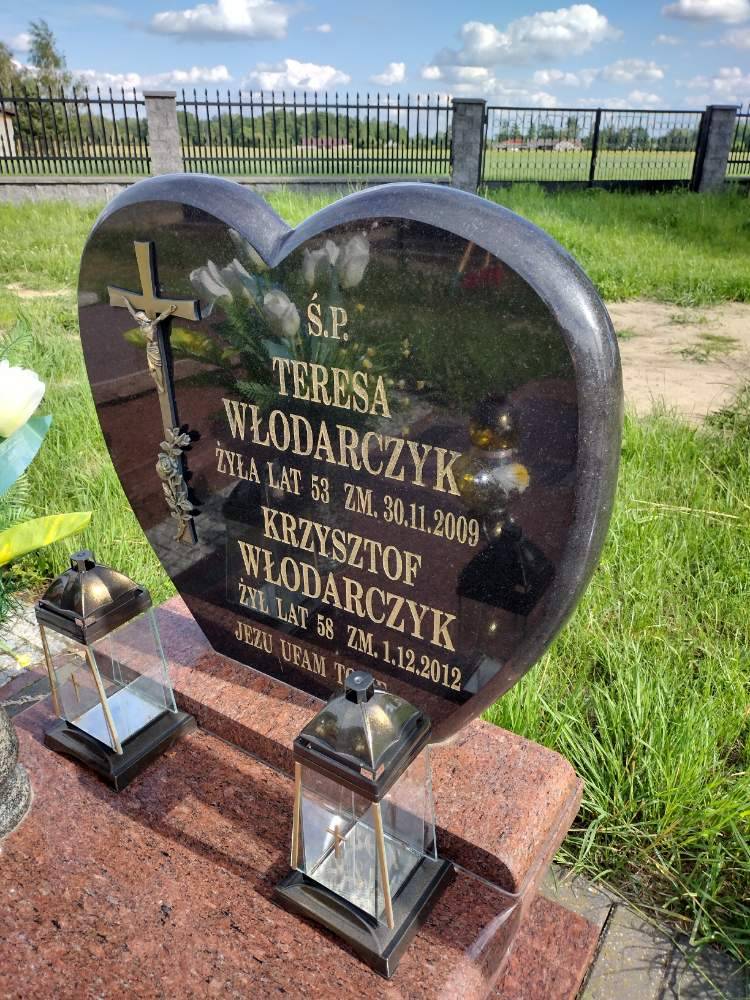 Ś.P.
TERESA
WŁODARCZYK
ŻYŁA LAT 53 ZM. 30.11.2009
KRZYSZTOF
WŁODARCZYK
ŻYŁ LAT 58 ZM. 1.12.2012
JEZU UFAM